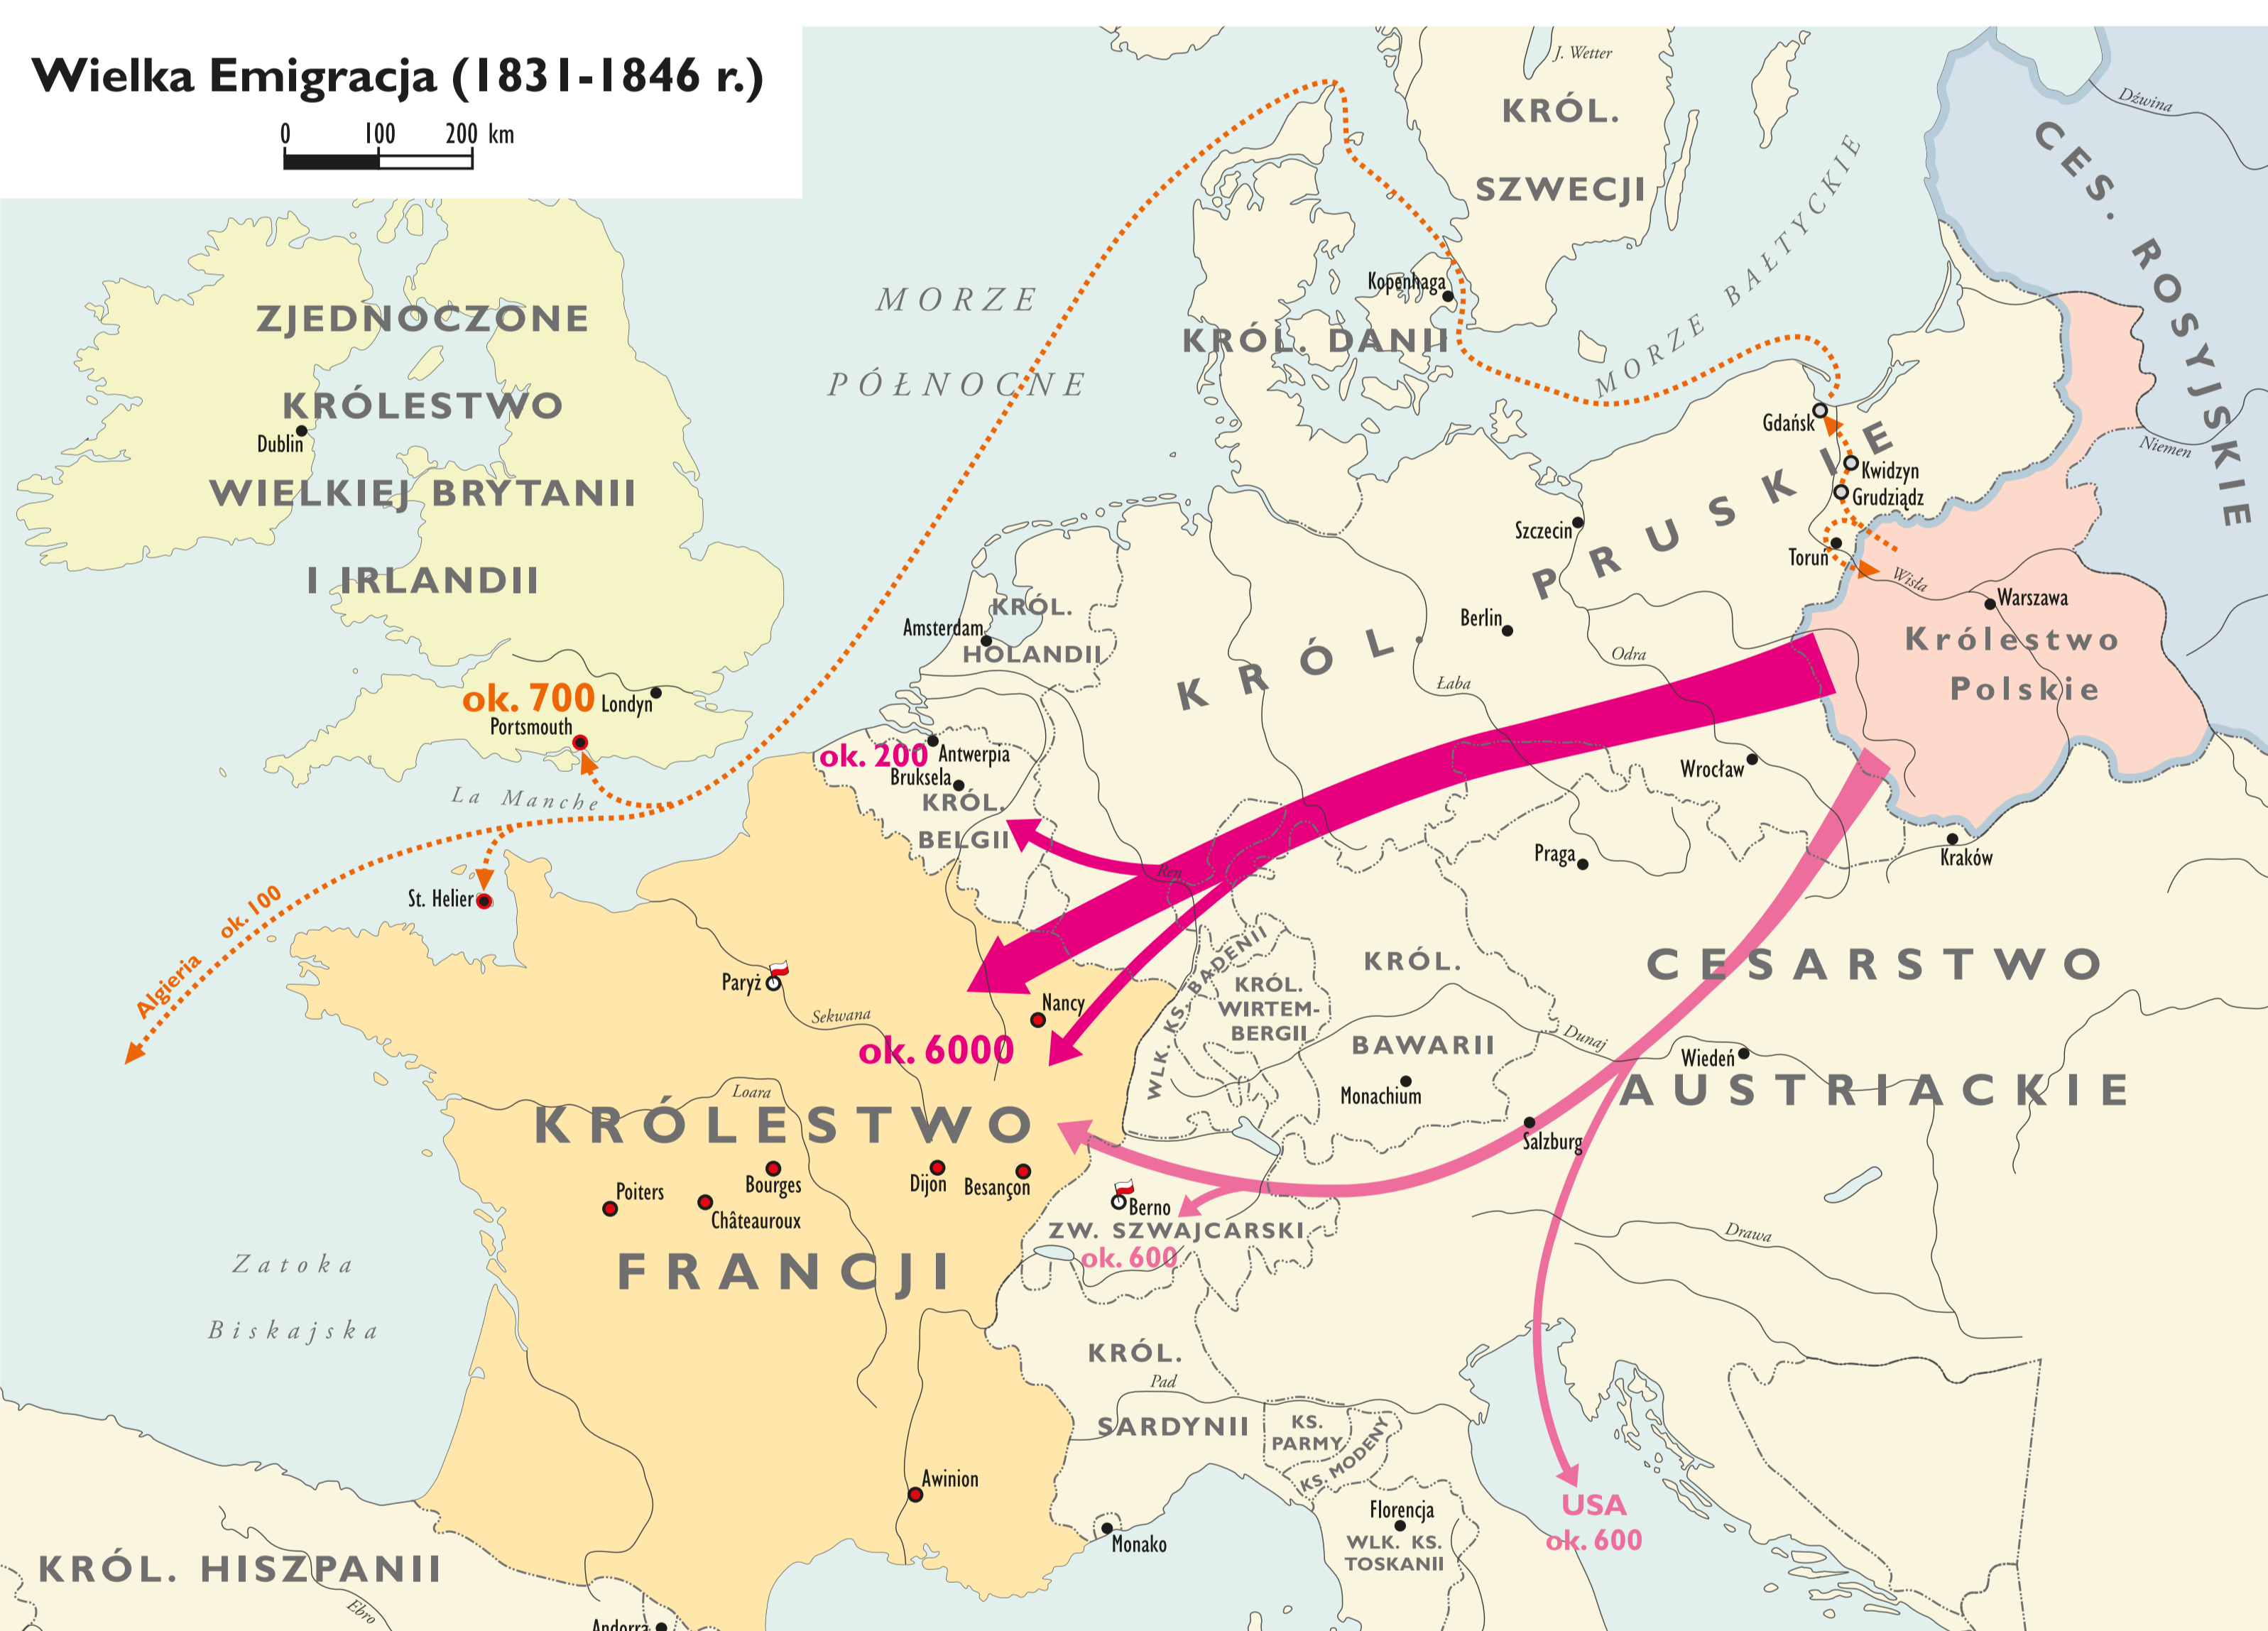 Wielka Emigracja (1831-1846 r.)
0 100 200 km
J. Wetter
KRÓL.
SZWECJI
MORZE BAŁTYCKIE
Dźwina
CES. ROSYJSKIE
Niemen
ZJEDNOCZONE
KRÓLESTWO
Dublin
WIELKIEJ BRYTANII
I IRLANDII
MORZE
PÓŁNOCNE
Kopenhaga
KRÓL. DANII
Gdańsk
Kwidzyn
Grudziądz
Toruń
Szczecin
KRÓL. PRUSKIE
Berlin
Wisła
Warszawa
Królestwo
Polskie
Odra
Łaba
Wrocław
Praga
Kraków
KRÓL.
Amsterdam
HOLANDII
ok. 700
Londyn
Portsmouth
La Manche
ok. 200
Antwerpia
Bruksela
KRÓL.
BELGII
Ren
St. Helier
Algieria ok. 100
Paryż
Sekwana
Nancy
ok. 6000
Loara
KRÓLESTWO
FRANCJI
Bourges
Poiters
Châteauroux
Dijon
Besançon
Awinion
WLK. KS. BADENII
KRÓL.
WIRTEM-
BERGII
KRÓL.
BAWARII
Monachium
Dunaj
Wiedeń
CESARSTWO
AUSTRIACKIE
Salzburg
Berno
ZW. SZWAJCARSKI
ok. 600
Drawa
Zatoka
Biskajska
KRÓL.
Pad
SARDYNII
KS.
PARMY
KS. MODENY
Florencja
WLK. KS.
TOSKANII
Monako
USA
ok. 600
KRÓL. HISZPANII
Ebro
Andorra